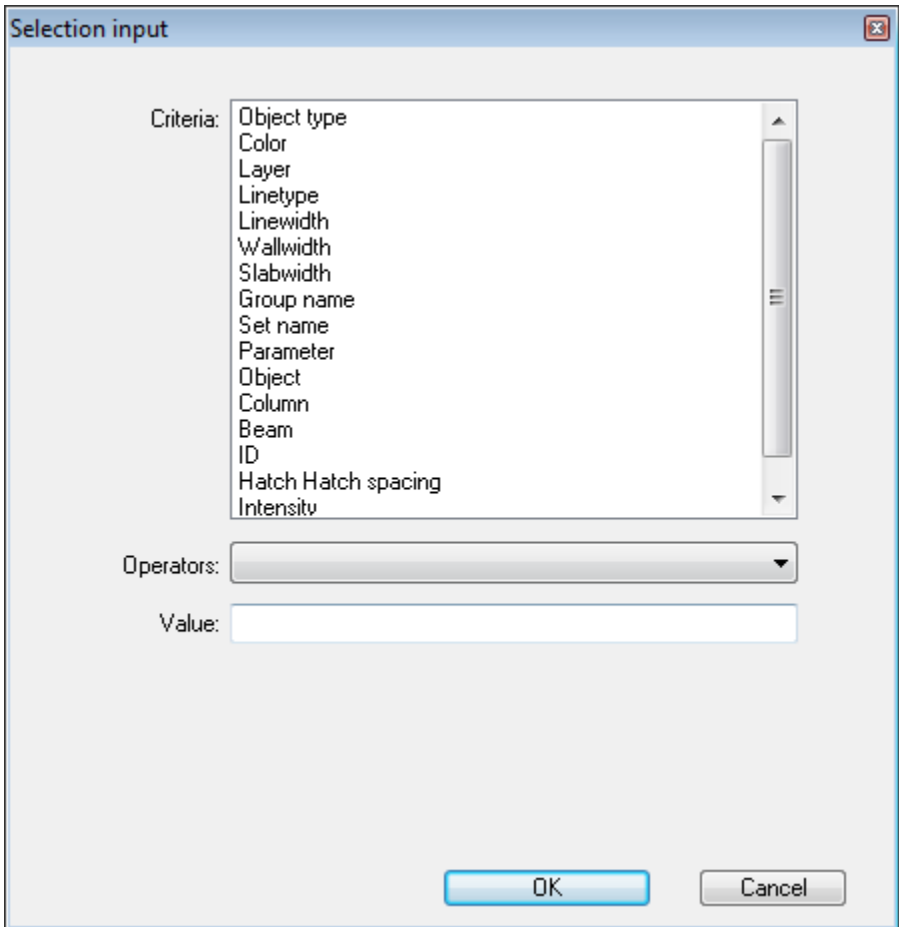 Selection input
Criteria:
Object type
Color
Layer
Linetype
Linewidth
Wallwidth
Slabwidth
Group name
Set name
Parameter
Object
Column
Beam
ID
Hatch Hatch spacing
Intensity
Operators:
Value:
OK
Cancel